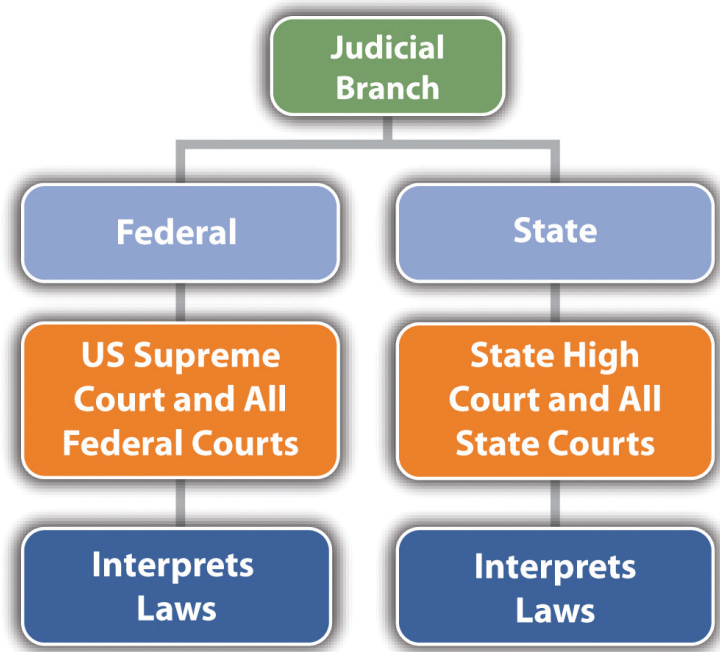 Judicial
Branch
Federal
State
US Supreme
Court and All
Federal Courts
State High
Court and All
State Courts
Interprets
Laws
Interprets
Laws